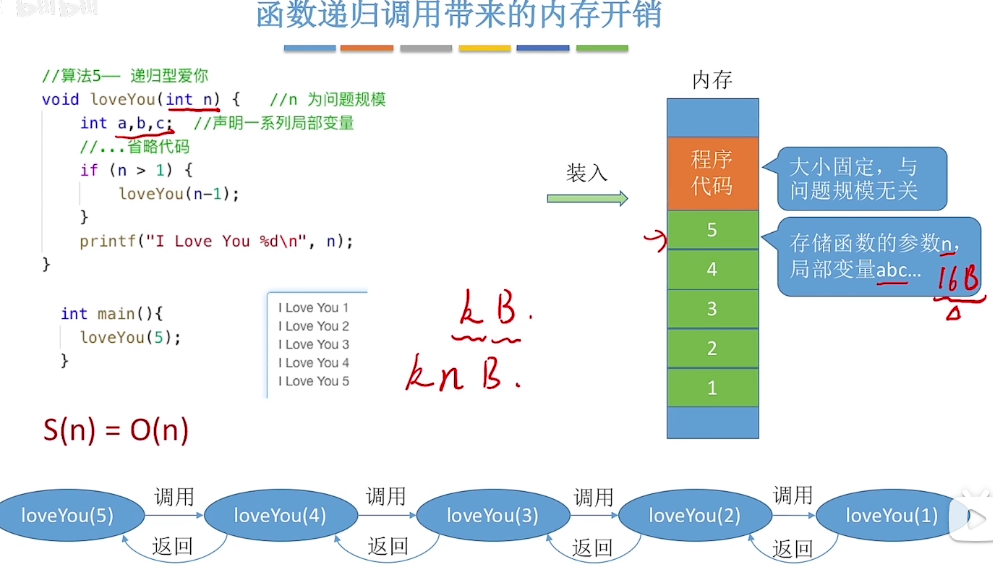 函数递归调用带来的内存开销
//算法5—— 递归型爱你
void loveYou(int n) {   //n 为问题规模
    int a,b,c;  //声明一系列局部变量
    //...省略代码
    if (n > 1) {
        loveYou(n-1);
    }
    printf("I Love You %d\n", n);
}
int main(){
    loveYou(5);
}
I Love You 1
I Love You 2
I Love You 3
I Love You 4
I Love You 5
k B.
kn B.
S(n) = O(n)
装入
内存
程序
代码
5
4
3
2
1
大小固定，与
问题规模无关
存储函数的参数n，
局部变量abc…
16B
loveYou(5)
调用
返回
loveYou(4)
调用
返回
loveYou(3)
调用
返回
loveYou(2)
调用
返回
loveYou(1)